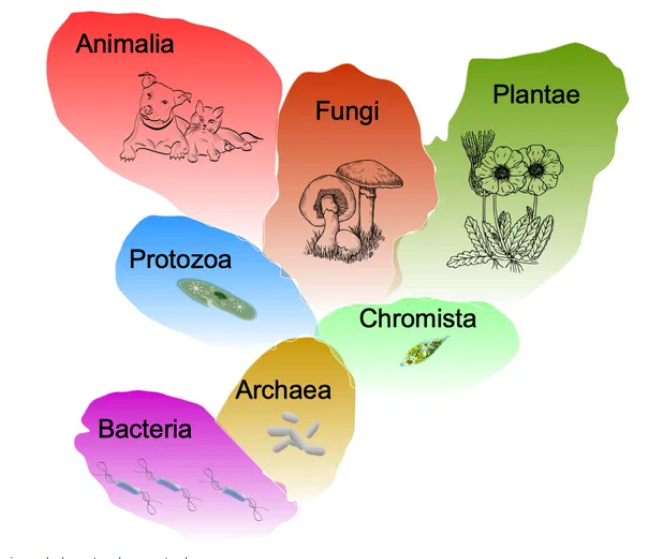 Animalia
Fungi
Plantae
Protozoa
Chromista
Archaea
Bacteria